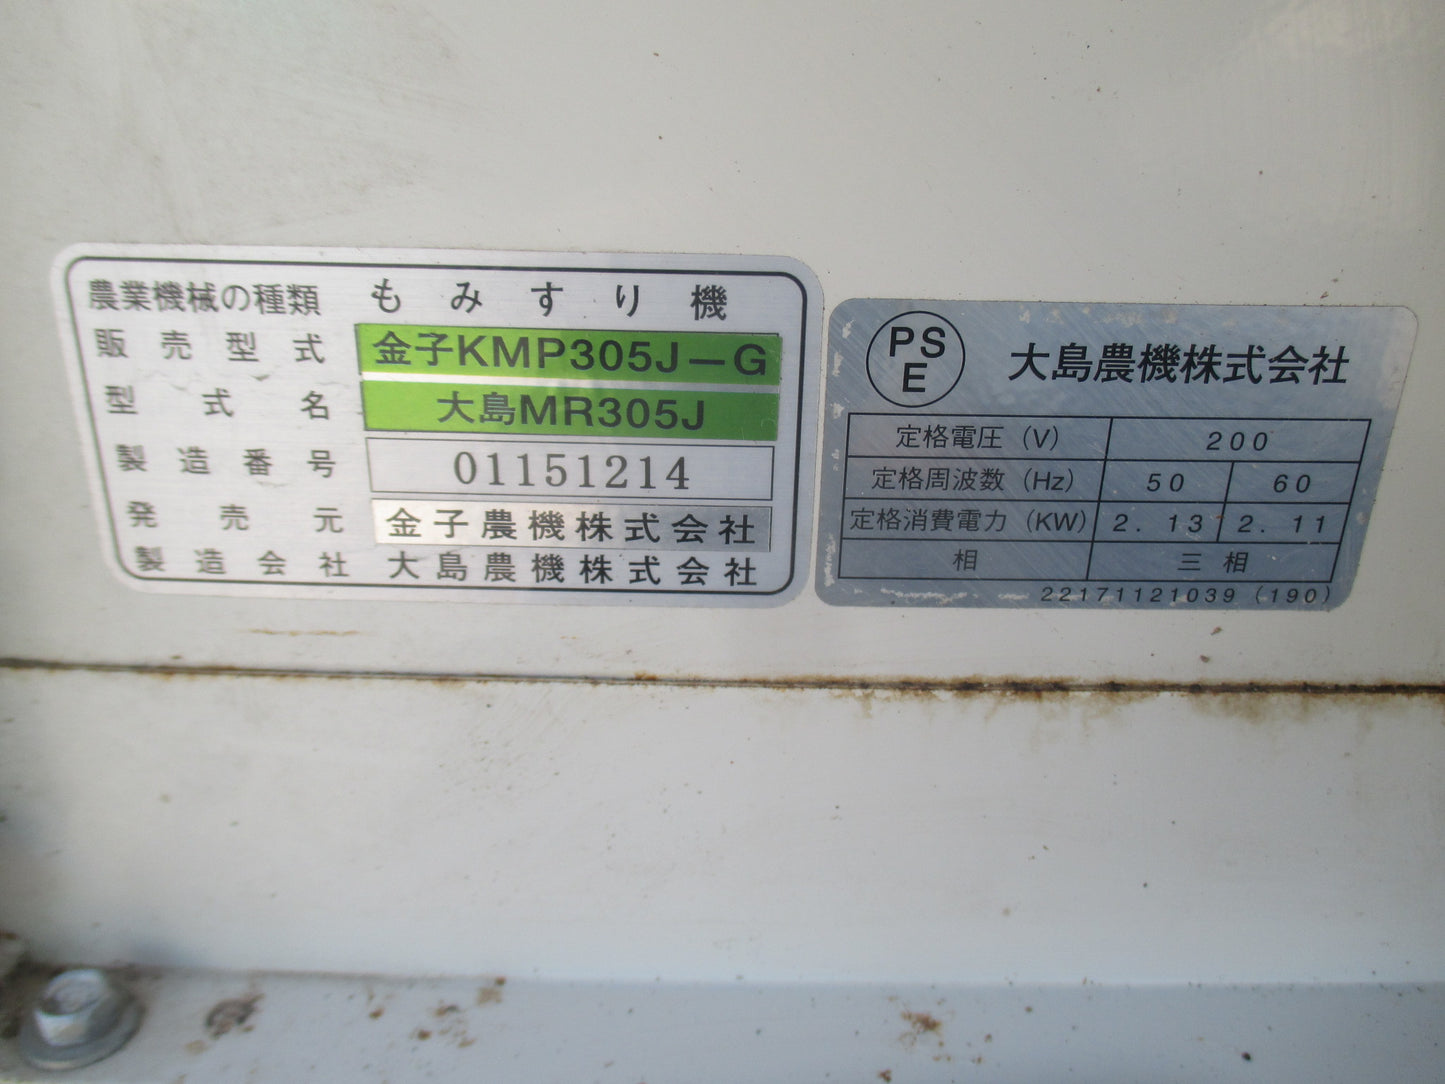 農業機械の種類 もみすり機
販売型式 金子KMP305J-G
型式名 大島MR305J
製造番号 01151214
発売元 金子農機株式会社
製造会社 大島農機株式会社
PSE 大島農機株式会社
定格電圧(V) 200
定格周波数(Hz) 50 60
定格消費電力(KW) 2.13 2.11
相 三相
22171121039(190)